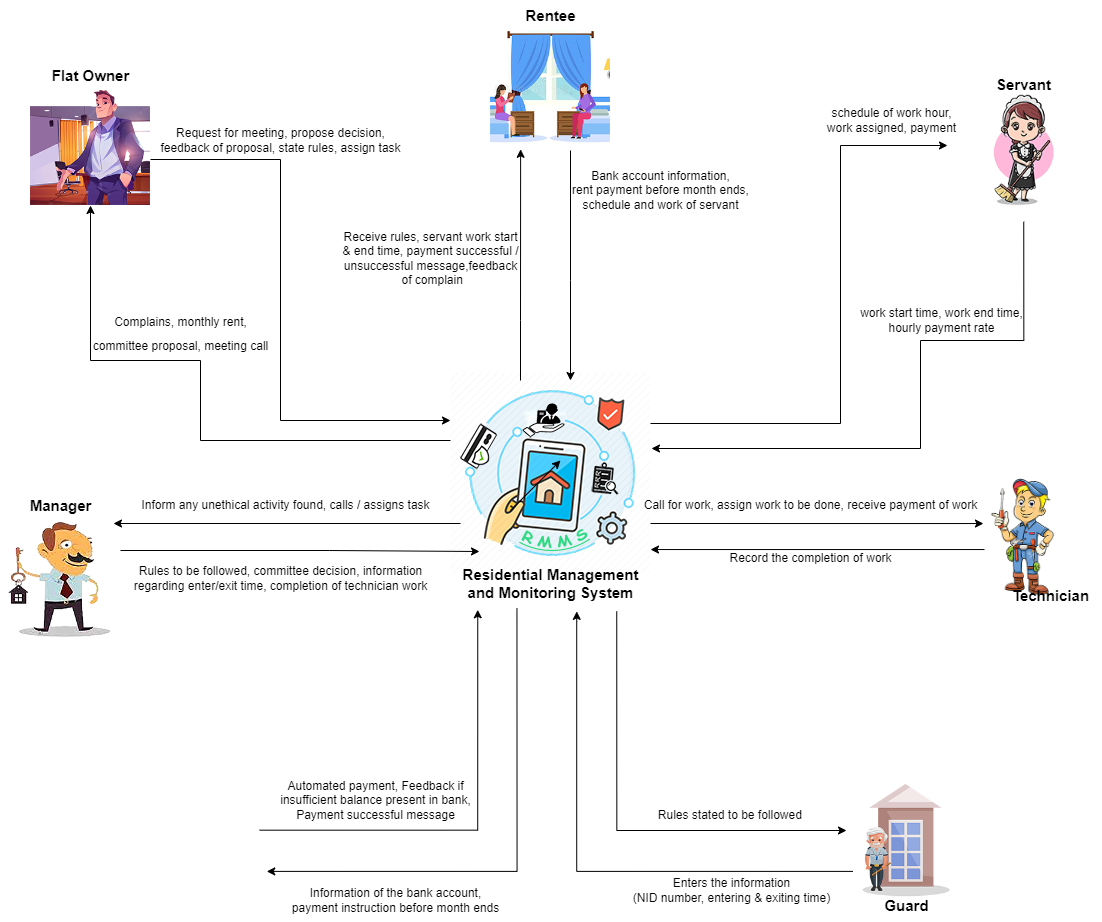 Rentee
Flat Owner
Servant
Request for meeting, propose decision,
feedback of proposal, state rules, assign task
schedule of work hour,
work assigned, payment
Bank account information,
rent payment before month ends,
schedule and work of servant
Receive rules, servant work start
& end time, payment successful /
unsuccessful message,feedback
of complain
Complains, monthly rent,
committee proposal, meeting call
work start time, work end time,
hourly payment rate
Manager
Inform any unethical activity found, calls / assigns task
Call for work, assign work to be done, receive payment of work
RMMS
Rules to be followed, committee decision, information
regarding enter/exit time, completion of technician work
Record the completion of work
Residential Management
and Monitoring System
Technician
Automated payment, Feedback if
insufficient balance present in bank,
Payment successful message
Rules stated to be followed
Information of the bank account,
payment instruction before month ends
Enters the information
(NID number, entering & exiting time)
Guard